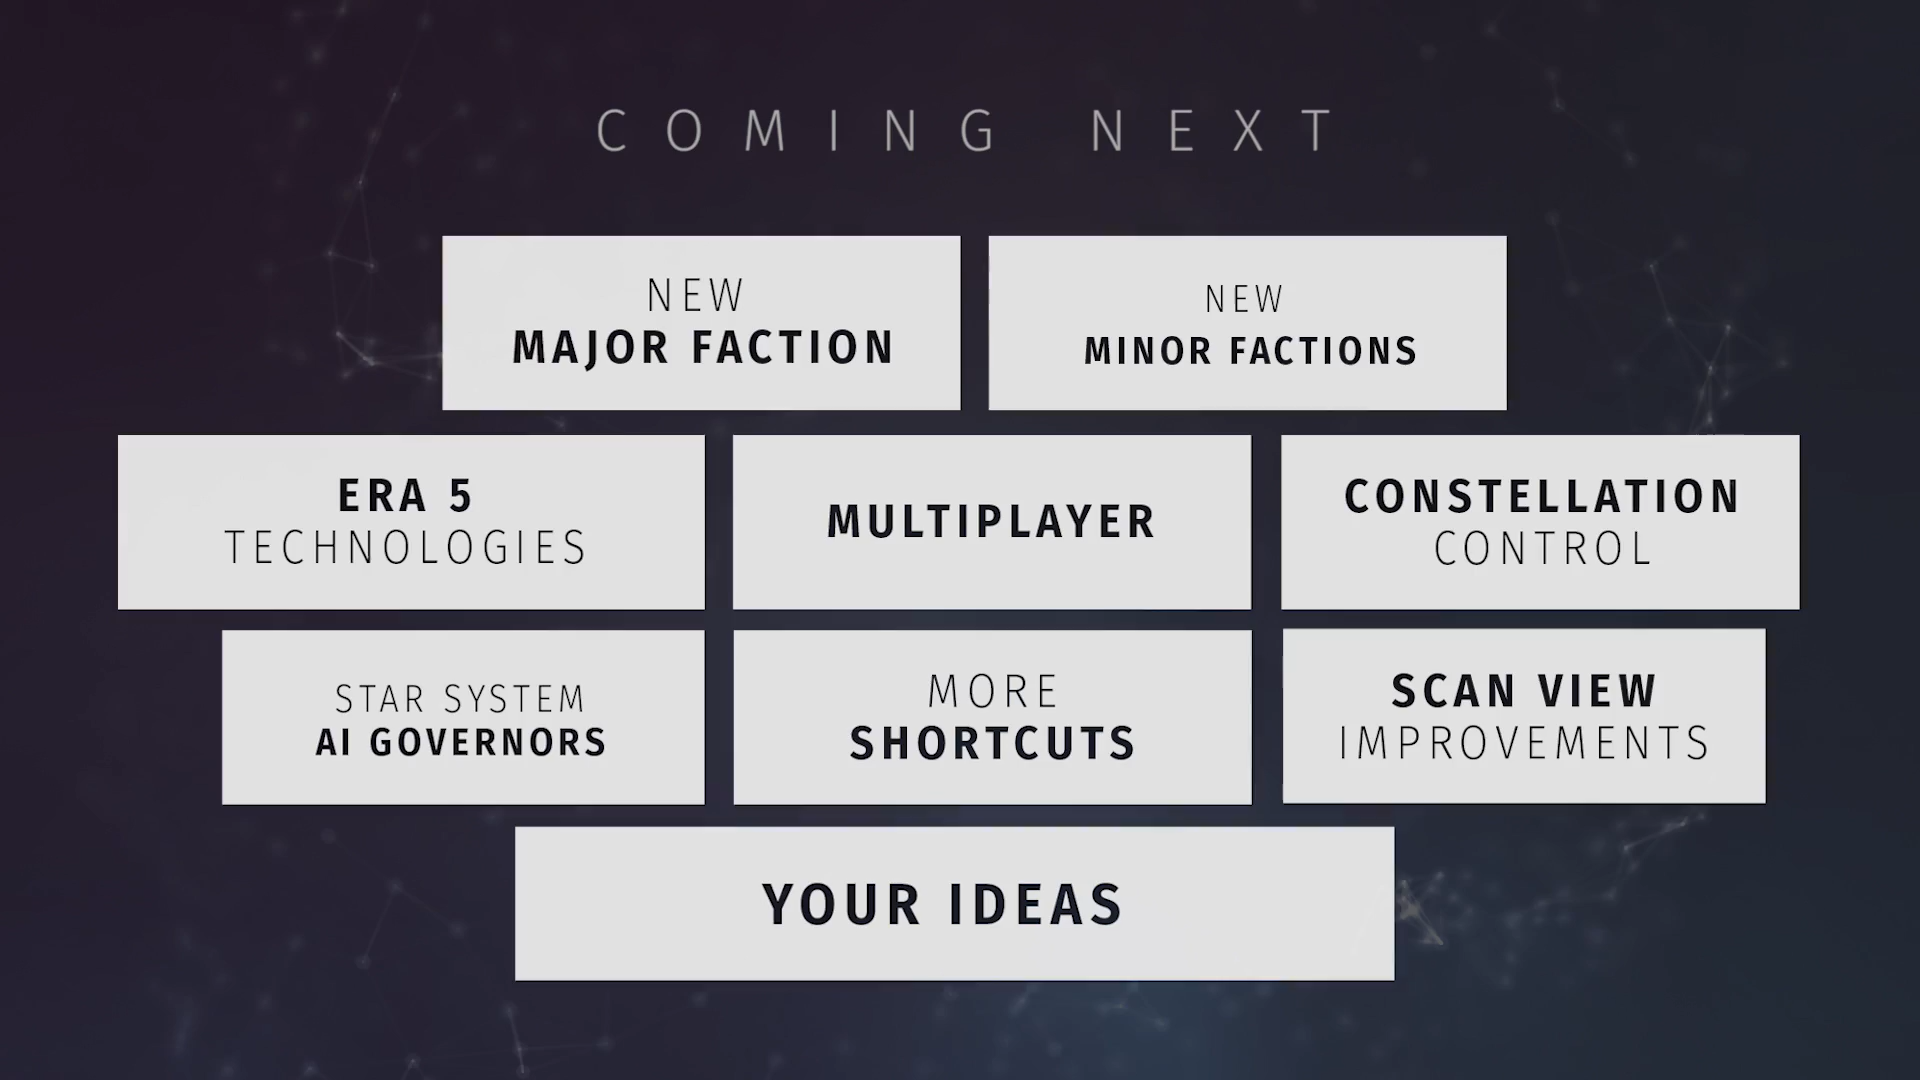 COMING NEXT
NEW
MAJOR FACTION
NEW
MINOR FACTIONS
ERA 5
TECHNOLOGIES
MULTIPLAYER
CONSTELLATION
CONTROL
STAR SYSTEM
AI GOVERNORS
MORE
SHORTCUTS
SCAN VIEW
IMPROVEMENTS
YOUR IDEAS